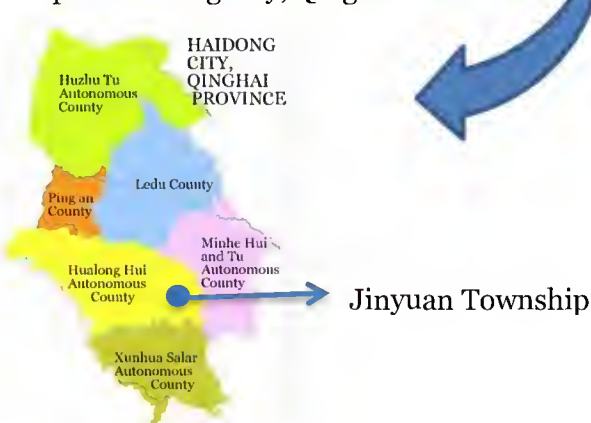 HAIDONG
CITY,
QINGHAI
PROVINCE
Huzhu Tu
Autonomous
County
Ledu County
Ping an
County
Minhe Hui
and Tu
Autonomous
County
Hualong Hui
Autonomous
County
Jinyuan Township
Xunhua Salar
Autonomous
County